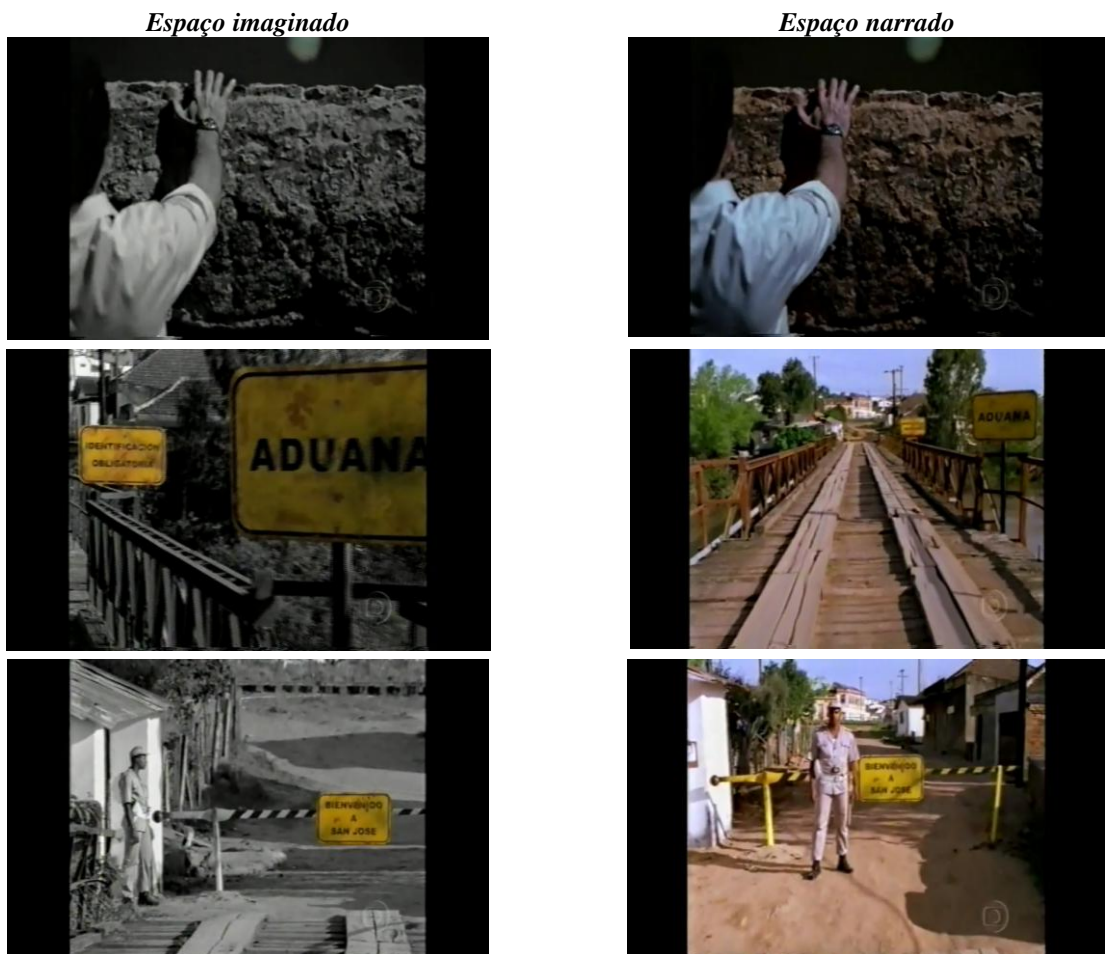 Espaço imaginado
Espaço narrado
IDENTIFICACION
OBLIGATORIA
ADUANA
ADUANA
BIENVENIDO
A
SAN JOSE
BIENVENIDO
A
SAN JOSE